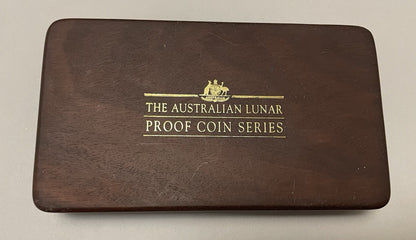 THE AUSTRALIAN LUNAR
PROOF COIN SERIES